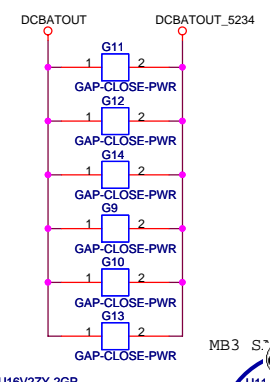 DCBATOUT DCBATOUT_5234
G11
1 2
GAP-CLOSE-PWR
G12
1 2
GAP-CLOSE-PWR
G14
1 2
GAP-CLOSE-PWR
G9
1 2
GAP-CLOSE-PWR
G10
1 2
GAP-CLOSE-PWR
G13
1 2
GAP-CLOSE-PWR
MB3